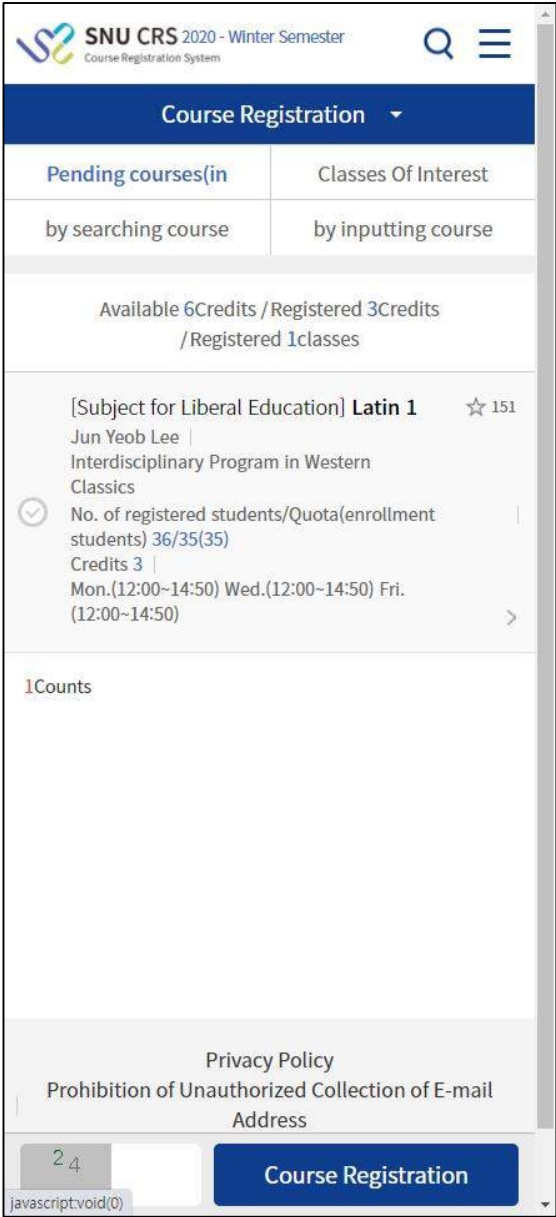 SNU CRS 2020 - Winter Semester
Course Registration System
Course Registration
Pending courses(in
Classes Of Interest
by searching course
by inputting course
Available 6Credits / Registered 3Credits
/ Registered 1classes
[Subject for Liberal Education] Latin 1 ☆ 151
Jun Yeob Lee |
Interdisciplinary Program in Western
Classics
No. of registered students/Quota(enrollment
students) 36/35(35)
Credits 3 |
Mon.(12:00~14:50) Wed.(12:00~14:50) Fri.
(12:00~14:50)
1Counts
Privacy Policy
Prohibition of Unauthorized Collection of E-mail
Address
24
Course Registration
javascript:void(0)